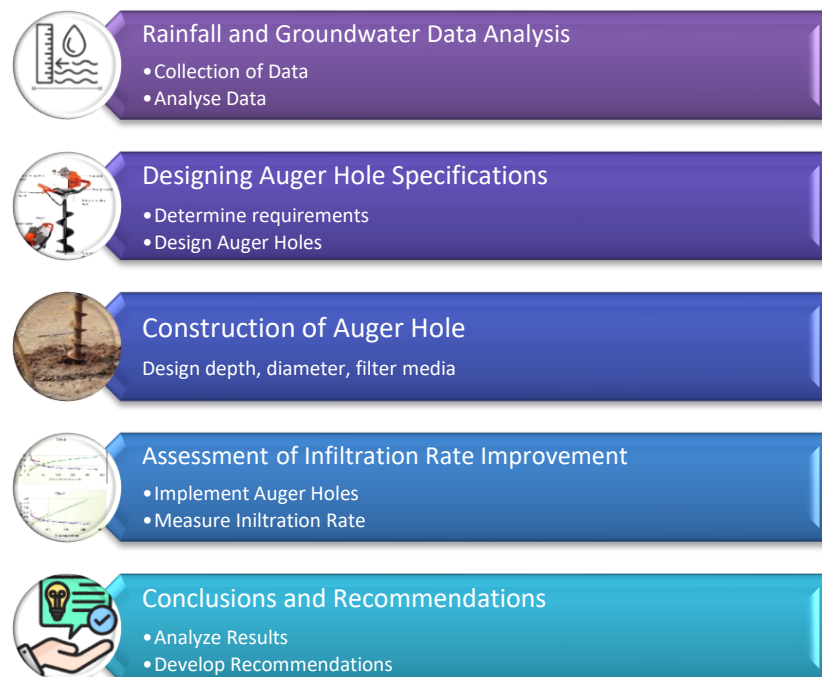 Rainfall and Groundwater Data Analysis
•Collection of Data
•Analyse Data
Designing Auger Hole Specifications
•Determine requirements
•Design Auger Holes
Construction of Auger Hole
Design depth, diameter, filter media
Assessment of Infiltration Rate Improvement
•Implement Auger Holes
•Measure Iniltration Rate
Conclusions and Recommendations
•Analyze Results
•Develop Recommendations